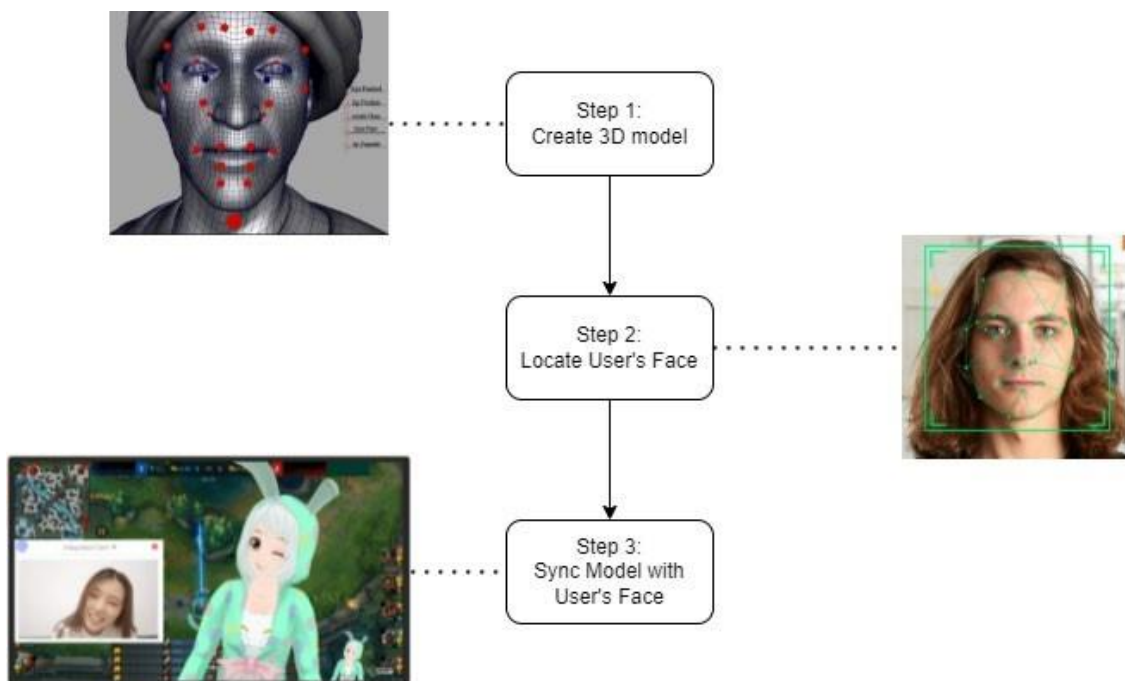 Step 1:
Create 3D model
Step 2:
Locate User's Face
Step 3:
Sync Model with
User's Face